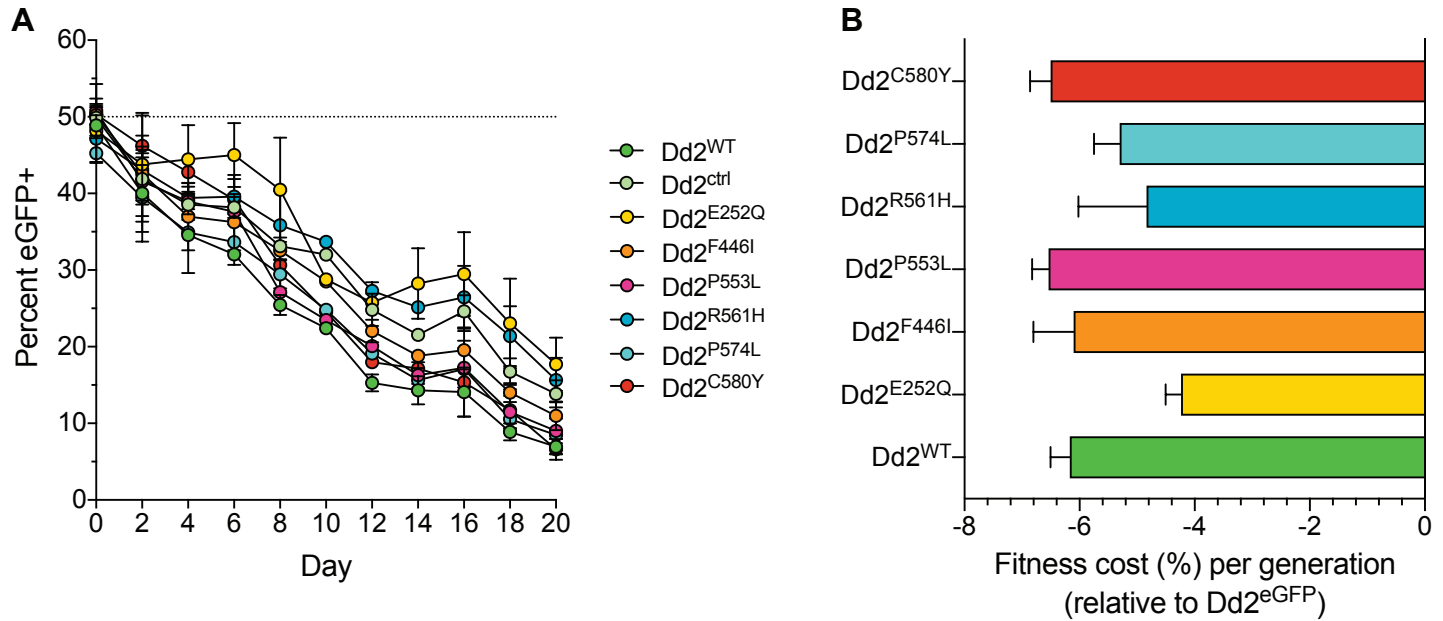 A
60
50
40
30
20
10
0
Percent eGFP+
0 2 4 6 8 10 12 14 16 18 20
Day
Dd2WT
Dd2ctrl
Dd2E252Q
Dd2F446I
Dd2P553L
Dd2R561H
Dd2P574L
Dd2C580Y
B
Dd2C580Y
Dd2P574L
Dd2R561H
Dd2P553L
Dd2F446I
Dd2E252Q
Dd2WT
-8 -6 -4 -2 0
Fitness cost (%) per generation
(relative to Dd2eGFP)